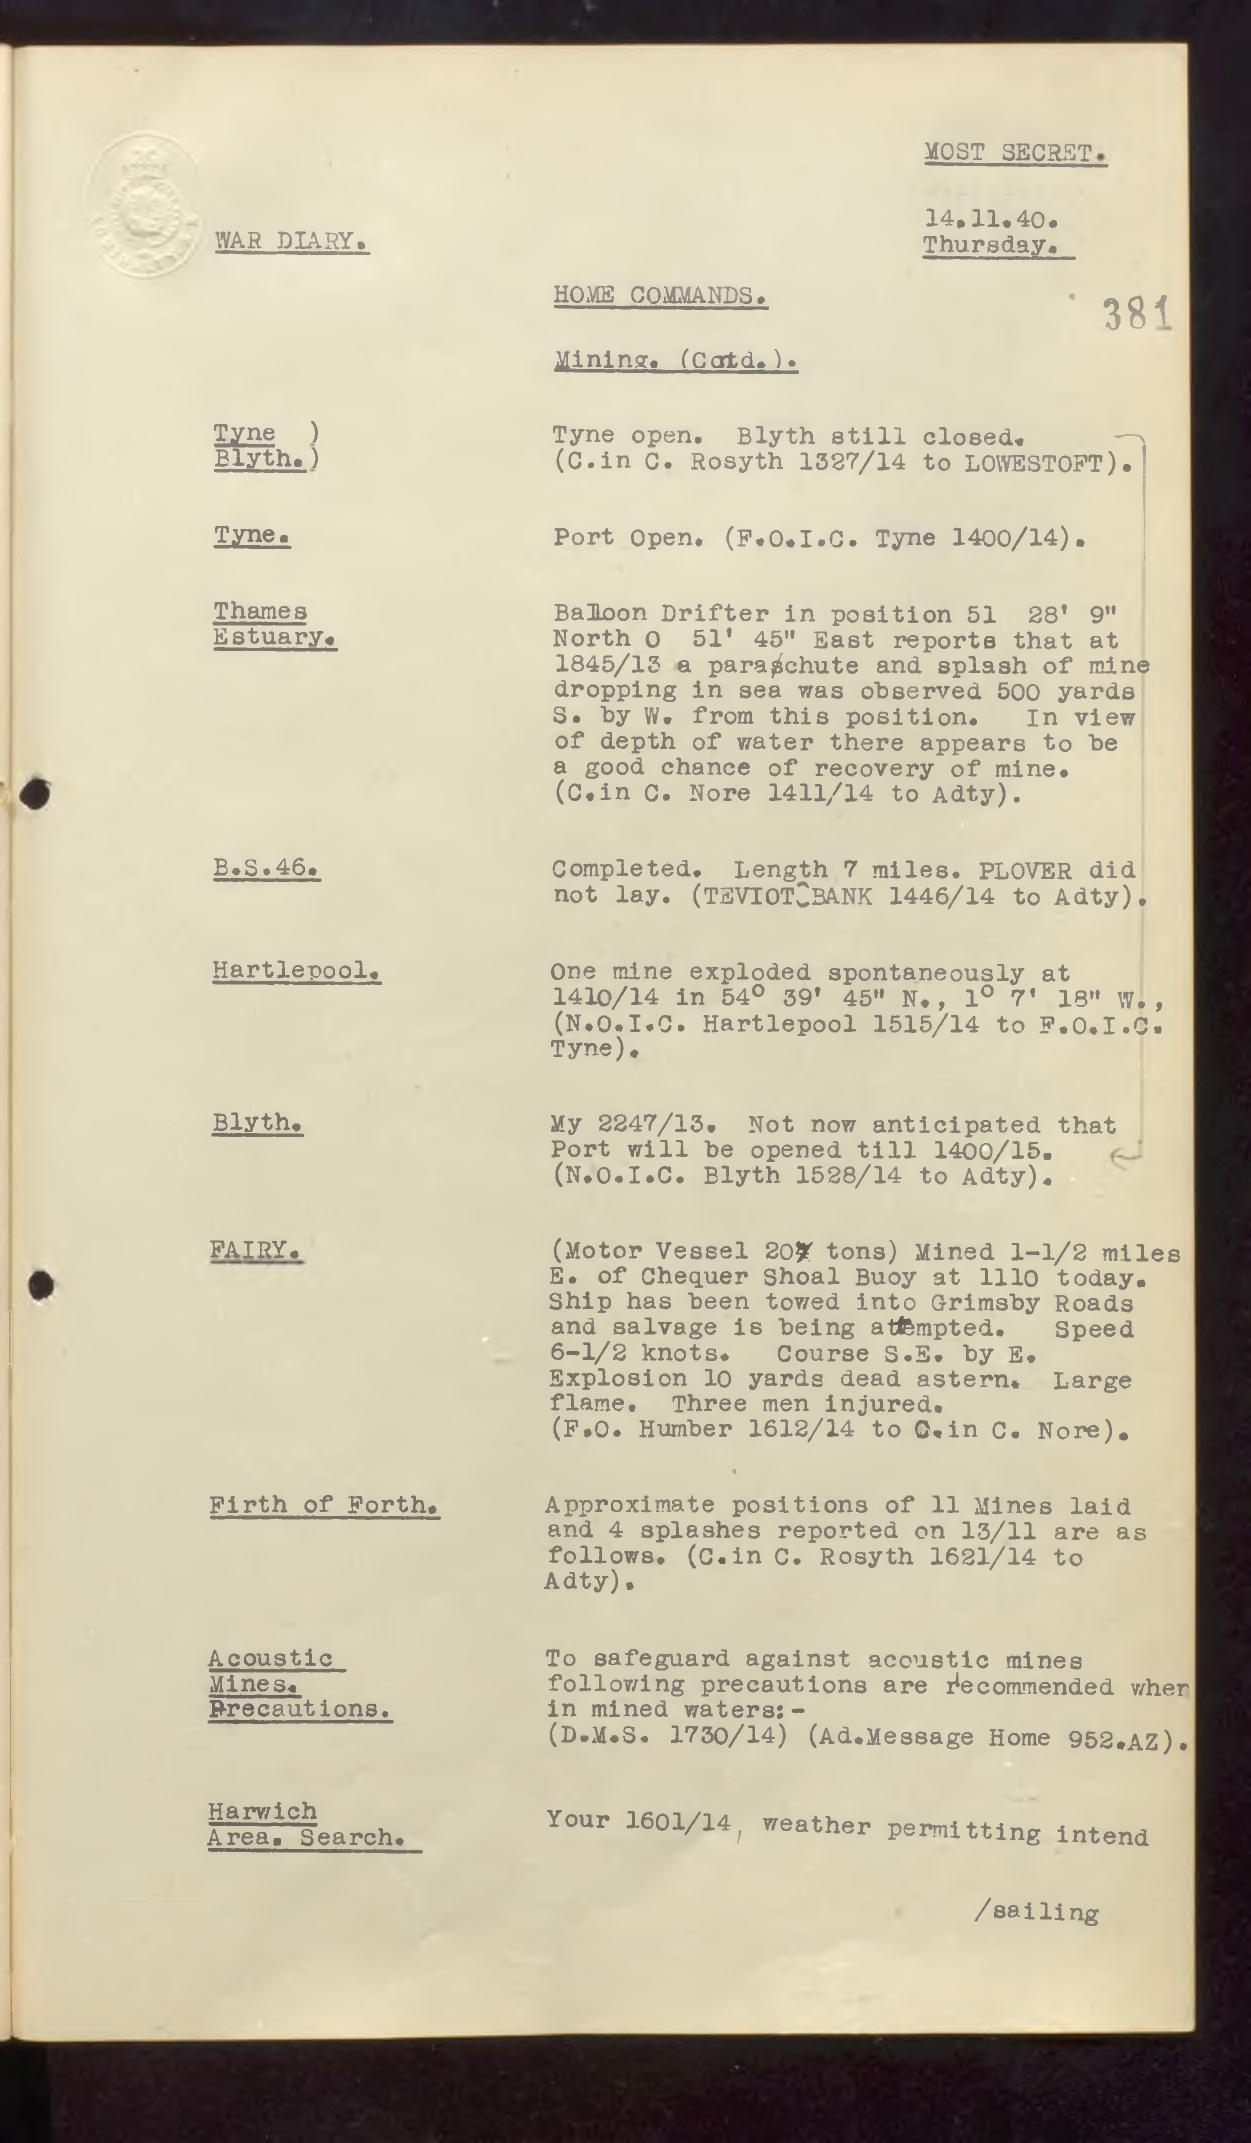 MOST SECRET.
14.11.40.
WAR DIARY.
Thursday.
HOME COMMANDS.
381
Mining. (Contd.).
Tyne )
Blyth.)
Tyne open. Blyth still closed.
(C.in C. Rosyth 1327/14 to LOWESTOFT).
Tyne.
Port Open. (F.O.I.C. Tyne 1400/14).
Thames
Estuary.
Balloon Drifter in position 51 28' 9"
North 0 51' 45" East reports that at
1845/13 a parachute and splash of mine
dropping in sea was observed 500 yards
S. by W. from this position. In view
of depth of water there appears to be
a good chance of recovery of mine.
(C.in C. Nore 1411/14 to Adty).
B.S.46.
Completed. Length 7 miles. PLOVER did
not lay. (TEVIOTBANK 1446/14 to Adty).
Hartlepool.
One mine exploded spontaneously at
1410/14 in 54° 39' 45" N., 1° 7' 18" W.,
(N.O.I.C. Hartlepool 1515/14 to F.O.I.C.
Tyne).
Blyth.
My 2247/13. Not now anticipated that
Port will be opened till 1400/15.
(N.O.I.C. Blyth 1528/14 to Adty).
FAIRY.
(Motor Vessel 207 tons) Mined 1-1/2 miles
E. of Chequer Shoal Buoy at 1110 today.
Ship has been towed into Grimsby Roads
and salvage is being attempted. Speed
6-1/2 knots. Course S.E. by E.
Explosion 10 yards dead astern. Large
flame. Three men injured.
(F.O. Humber 1612/14 to C.in C. Nore).
Firth of Forth.
Approximate positions of 11 Mines laid
and 4 splashes reported on 13/11 are as
follows. (C.in C. Rosyth 1621/14 to
Adty).
Acoustic
Mines.
Precautions.
To safeguard against acoustic mines
following precautions are recommended when
in mined waters:-
(D.M.S. 1730/14) (Ad.Message Home 952.AZ).
Harwich
Area. Search.
Your 1601/14, weather permitting intend
/sailing